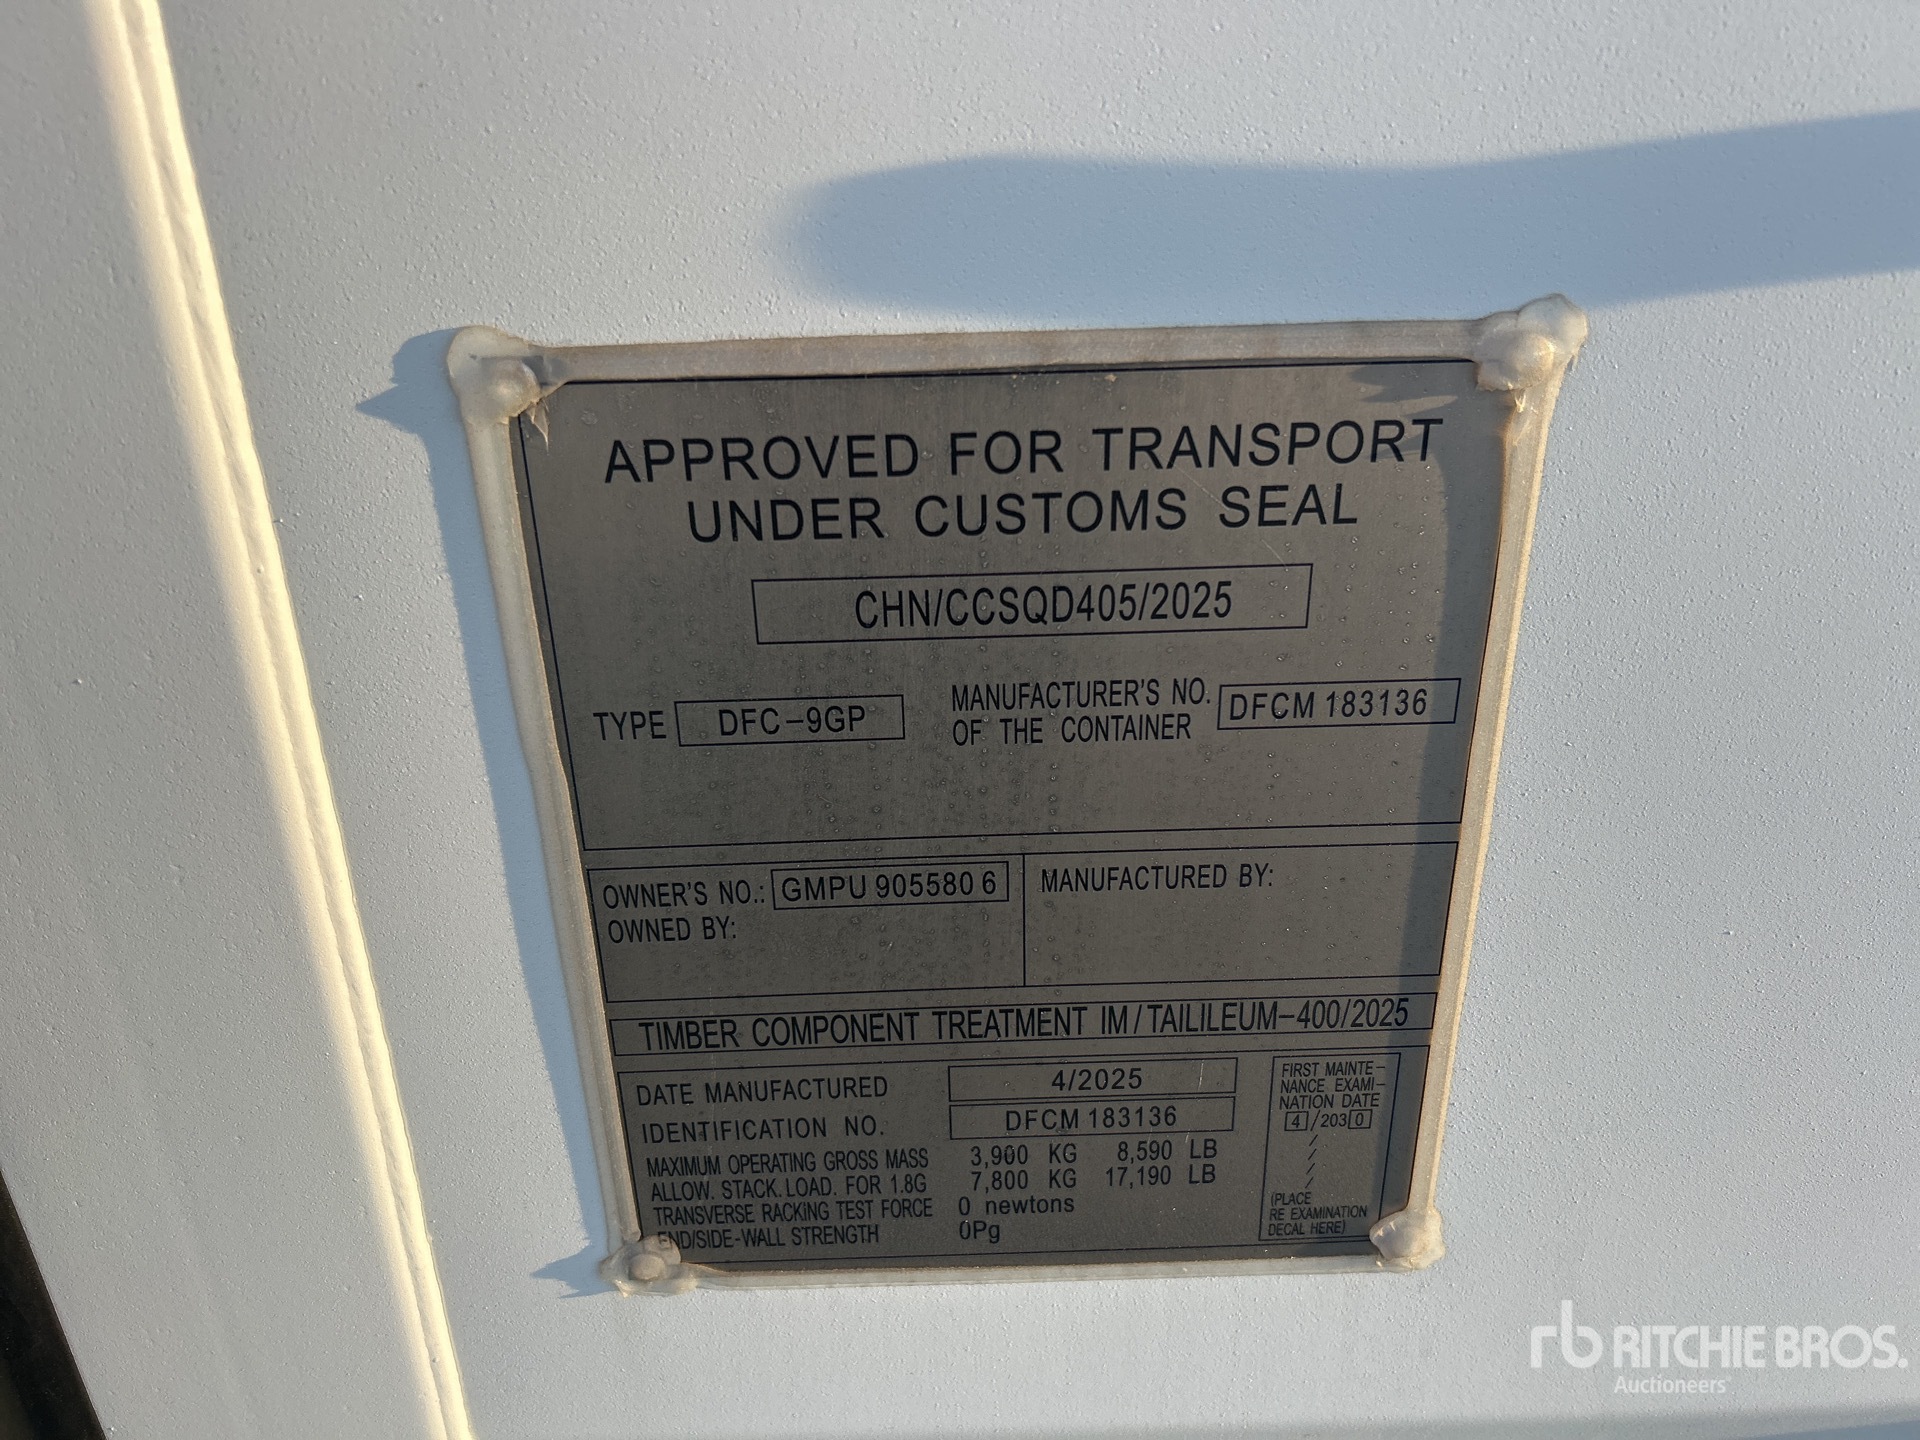 APPROVED FOR TRANSPORT
UNDER CUSTOMS SEAL
CHN/CCSQD405/2025
TYPE DFC-9GP
MANUFACTURER'S NO.
OF THE CONTAINER
DFCM 183136
OWNER'S NO.: GMPU 905580 6
OWNED BY:
MANUFACTURED BY:
TIMBER COMPONENT TREATMENT IM/TAILILEUM-400/2025
DATE MANUFACTURED 4/2025
IDENTIFICATION NO. DFCM 183136
MAXIMUM OPERATING GROSS MASS 3,900 KG 8,590 LB
ALLOW. STACK. LOAD. FOR 1.8G 7,800 KG 17,190 LB
TRANSVERSE RACKING TEST FORCE 0 newtons
END/SIDE-WALL STRENGTH 0Pg
FIRST MAINTE-
NANCE EXAMI-
NATION DATE
4/2030
/
/
/
/
(PLACE
RE EXAMINATION
DECAL HERE)
rb RITCHIE BROS.
Auctioneers